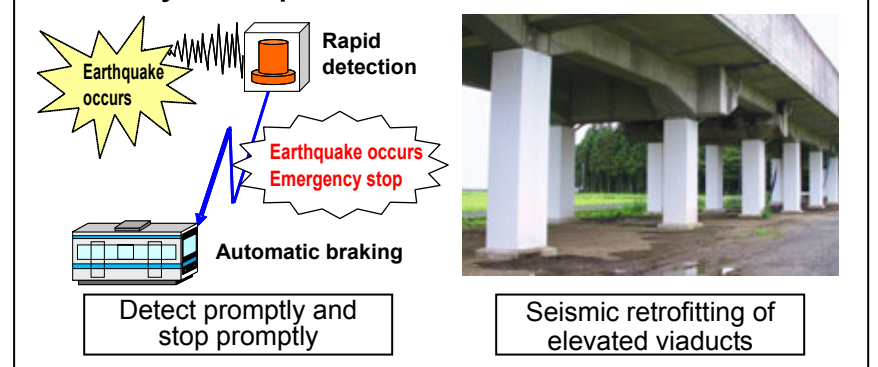 Earthquake
occurs
Rapid
detection
Earthquake occurs
Emergency stop
Automatic braking
Detect promptly and
stop promptly
Seismic retrofitting of
elevated viaducts